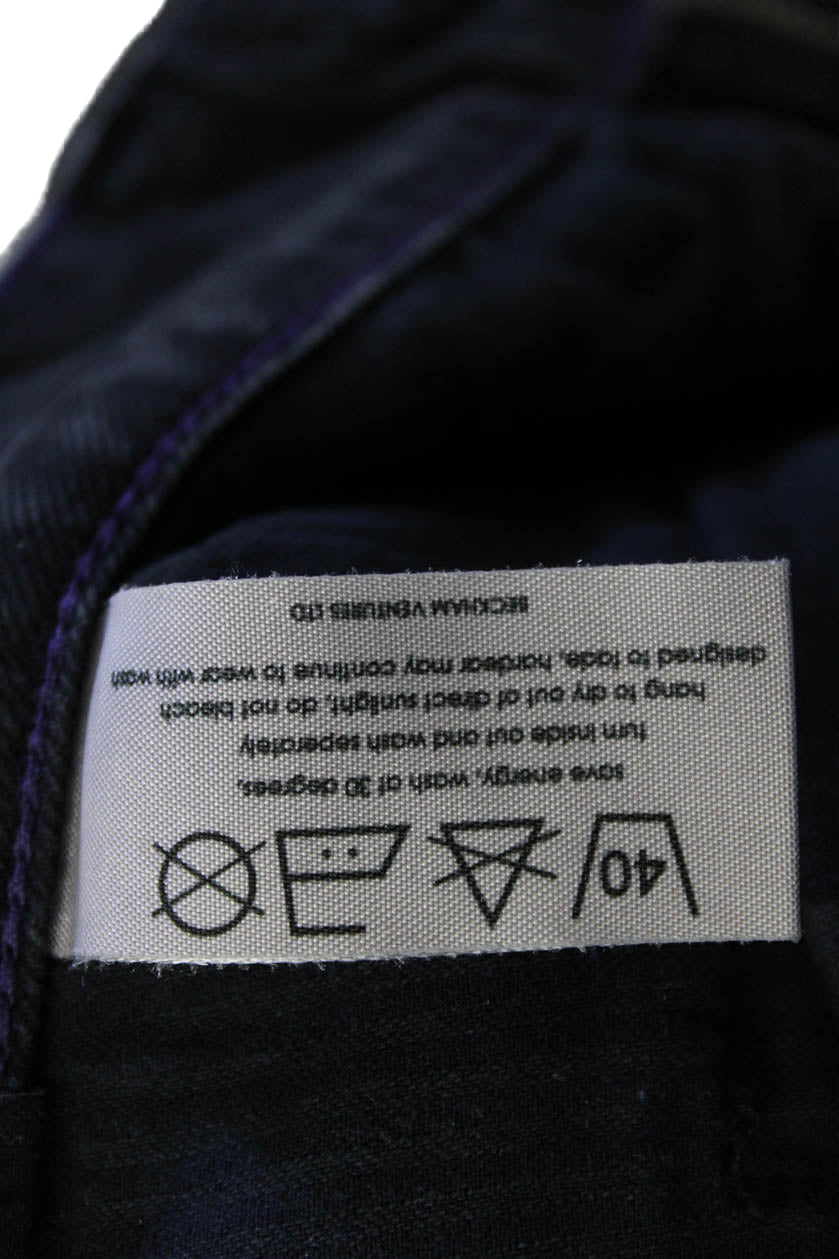 40
save energy, wash at 30 degrees,
turn inside out and wash seperately
hang to dry out of direct sunlight, do not bleach
designed to fade, hardear may continue to wear with wash
BECKHAM VENTURES LTD